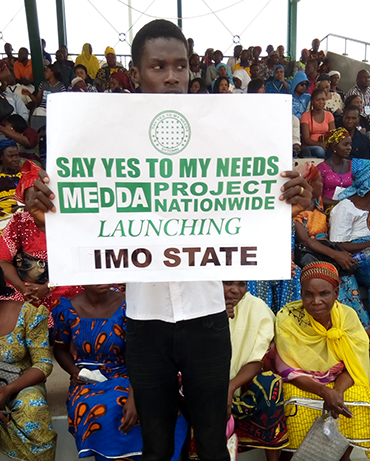 SAY YES TO MY NEEDS
MEDDA PROJECT NATIONWIDE
LAUNCHING
IMO STATE